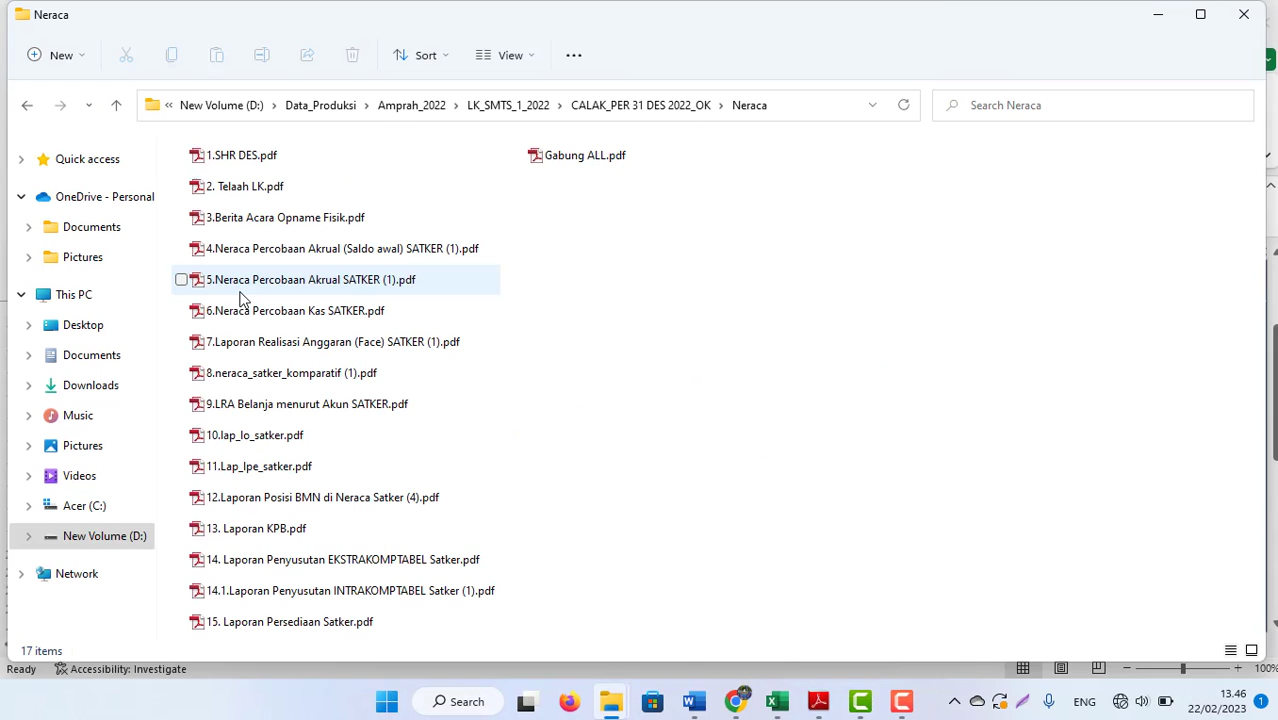 Neraca
New
Sort
View
New Volume (D:) > Data_Produksi > Amprah_2022 > LK_SMTS_1_2022 > CALAK_PER 31 DES 2022_OK > Neraca
Search Neraca
Quick access
OneDrive - Personal
Documents
Pictures
This PC
Desktop
Documents
Downloads
Music
Pictures
Videos
Acer (C:)
New Volume (D:)
Network
1.SHR DES.pdf
2. Telaah LK.pdf
3.Berita Acara Opname Fisik.pdf
4.Neraca Percobaan Akrual (Saldo awal) SATKER (1).pdf
5.Neraca Percobaan Akrual SATKER (1).pdf
6.Neraca Percobaan Kas SATKER.pdf
7.Laporan Realisasi Anggaran (Face) SATKER (1).pdf
8.neraca_satker_komparatif (1).pdf
9.LRA Belanja menurut Akun SATKER.pdf
10.lap_lo_satker.pdf
11.Lap_lpe_satker.pdf
12.Laporan Posisi BMN di Neraca Satker (4).pdf
13. Laporan KPB.pdf
14. Laporan Penyusutan EKSTRAKOMPTABEL Satker.pdf
14.1.Laporan Penyusutan INTRAKOMPTABEL Satker (1).pdf
15. Laporan Persediaan Satker.pdf
Gabung ALL.pdf
17 items
Ready
Accessibility: Investigate
100%
Search
ENG
13.46
22/02/2023
1